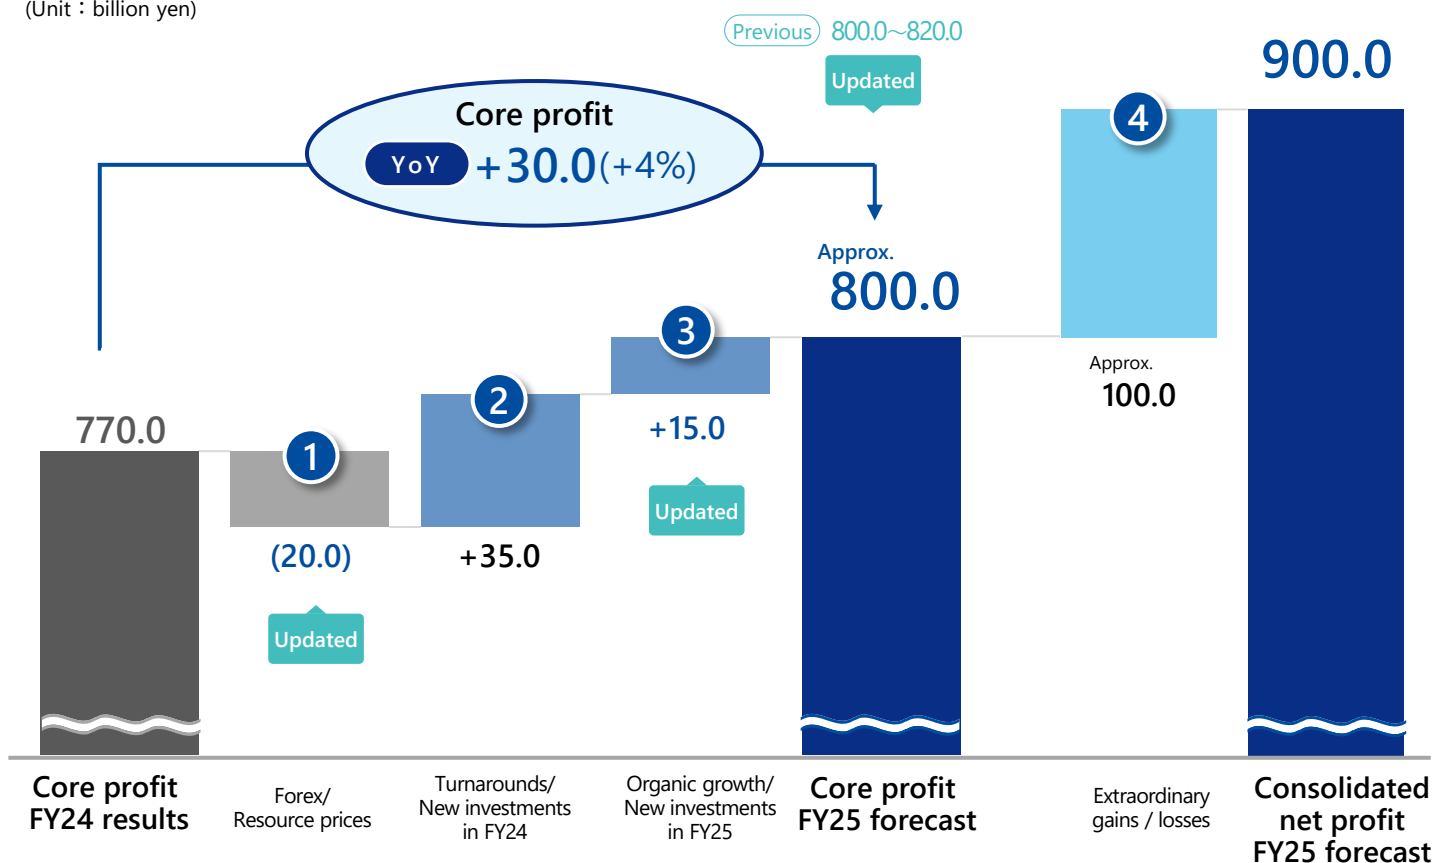 (Unit：billion yen)
Previous 800.0～820.0
Updated
900.0
Core profit
YoY +30.0(+4%)
4
Approx.
800.0
3
Approx.
100.0
2
770.0
1
+15.0
Updated
(20.0)
+35.0
Updated
Core profit
FY24 results
Forex/
Resource prices
Turnarounds/
New investments
in FY24
Organic growth/
New investments
in FY25
Core profit
FY25 forecast
Extraordinary
gains / losses
Consolidated
net profit
FY25 forecast